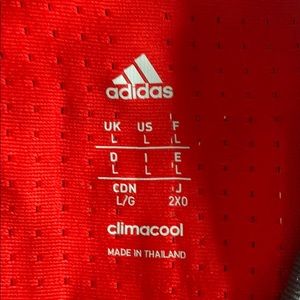 adidas
UK US F
L L L
D I E
L L L
CDN J
L/G 2XO
climacool
MADE IN THAILAND